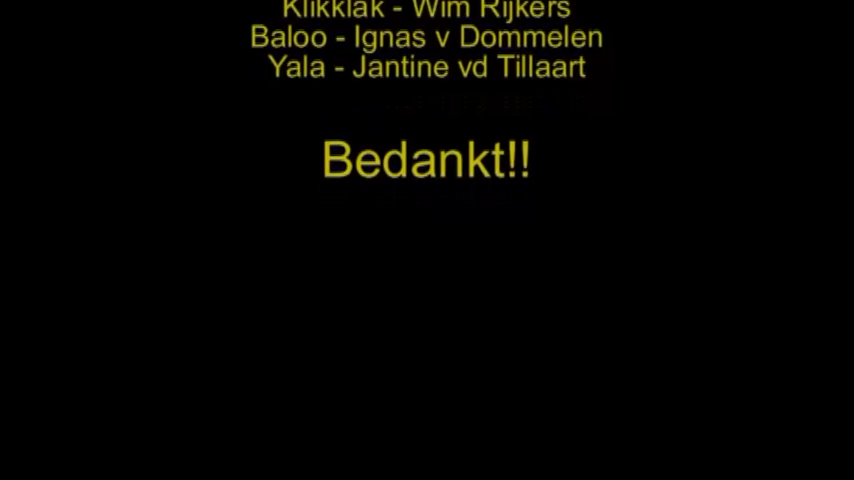 Klikklak - Wim Rijkers
Baloo - Ignas v Dommelen
Yala - Jantine vd Tillaart
Bedankt!!